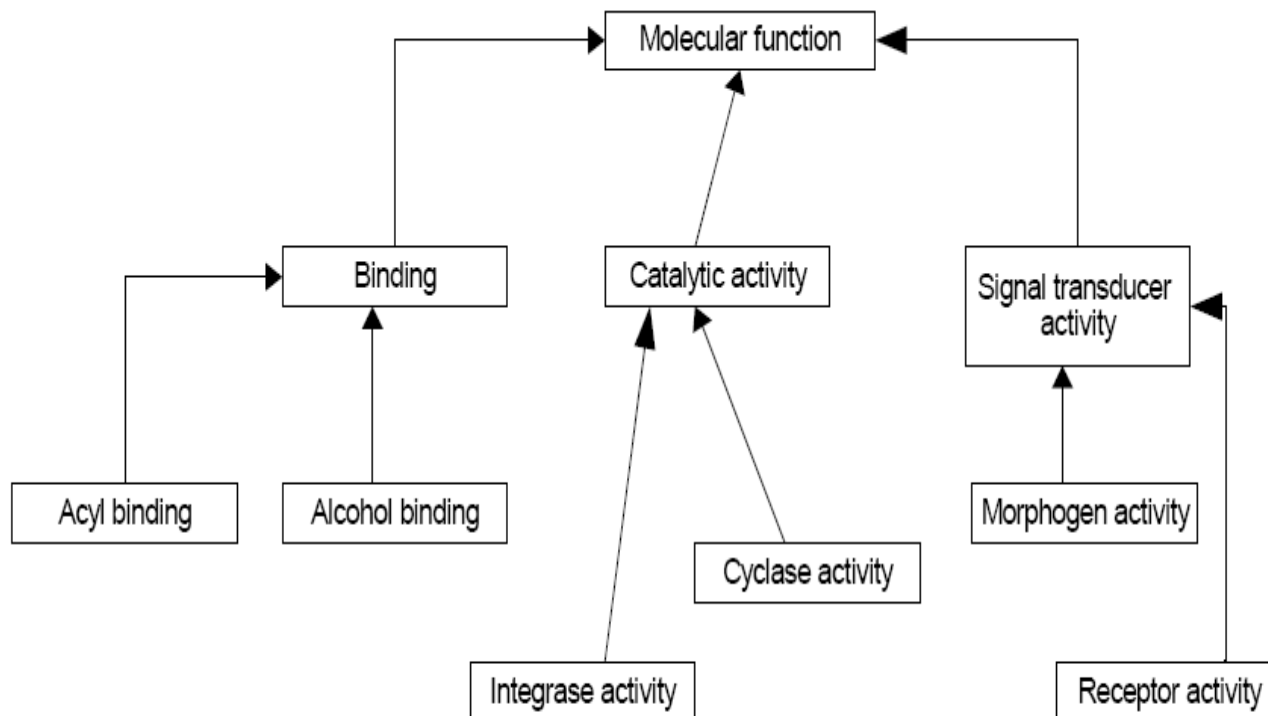 Molecular function
Binding
Catalytic activity
Signal transducer
activity
Acyl binding
Alcohol binding
Morphogen activity
Cyclase activity
Integrase activity
Receptor activity